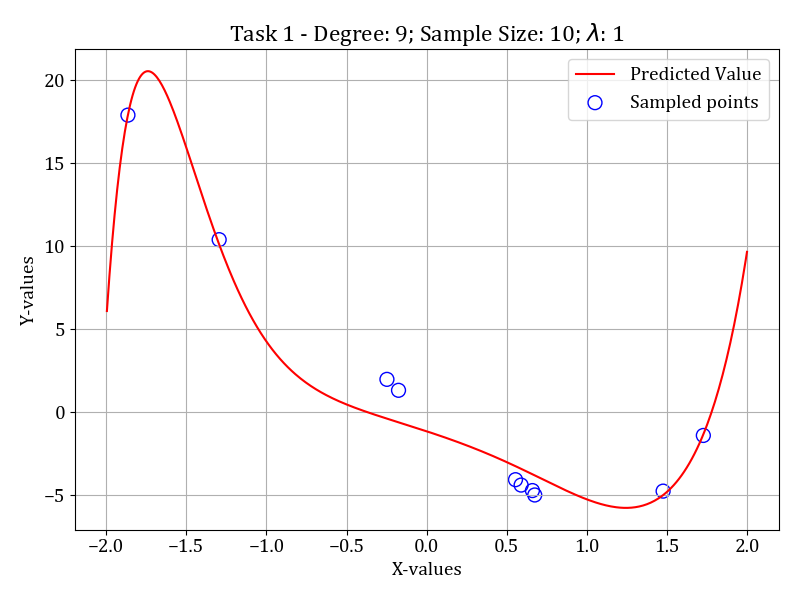 Task 1 - Degree: 9; Sample Size: 10; λ: 1
Predicted Value
Sampled points
Y-values
20
15
10
5
0
−5
−2.0 −1.5 −1.0 −0.5 0.0 0.5 1.0 1.5 2.0
X-values